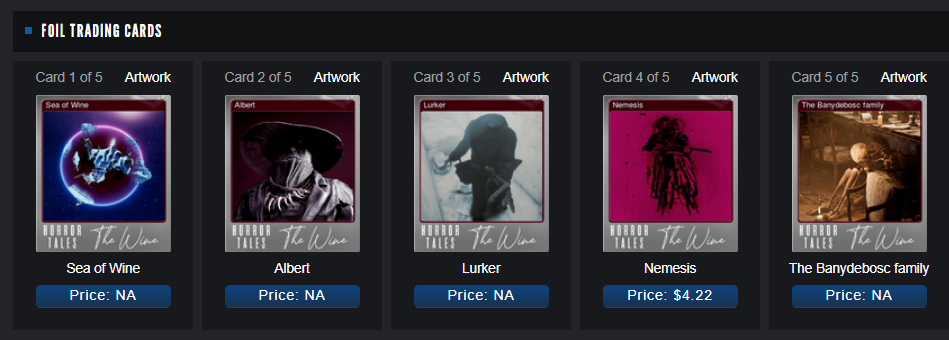 FOIL TRADING CARDS
Card 1 of 5 Artwork
Sea of Wine
HORROR TALES The Wine
Sea of Wine
Price: NA
Card 2 of 5 Artwork
Albert
HORROR TALES The Wine
Albert
Price: NA
Card 3 of 5 Artwork
Lurker
HORROR TALES The Wine
Lurker
Price: NA
Card 4 of 5 Artwork
Nemesis
HORROR TALES The Wine
Nemesis
Price: $4.22
Card 5 of 5 Artwork
The Banydebosc family
HORROR TALES The Wine
The Banydebosc family
Price: NA